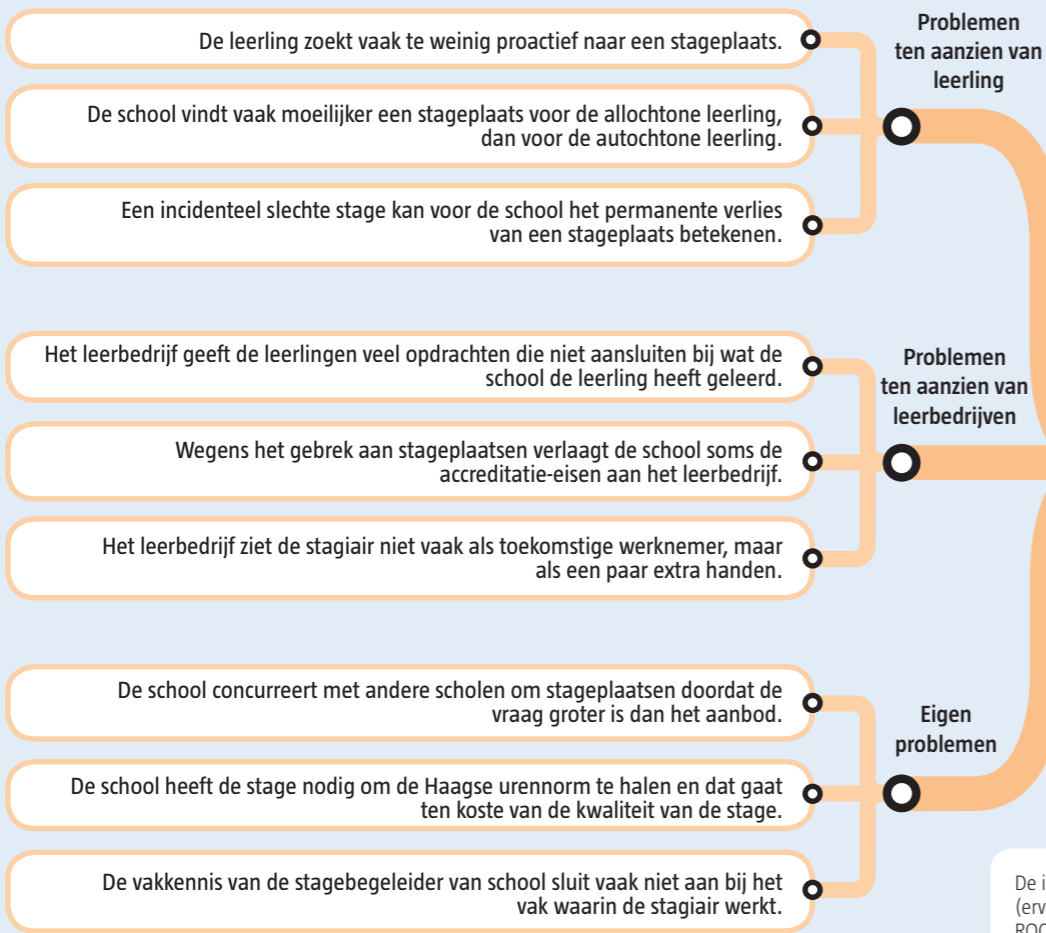 Problemen
ten aanzien van
leerling
De leerling zoekt vaak te weinig proactief naar een stageplaats.
De school vindt vaak moeilijker een stageplaats voor de allochtone leerling,
dan voor de autochtone leerling.
Een incidenteel slechte stage kan voor de school het permanente verlies
van een stageplaats betekenen.
Problemen
ten aanzien van
leerbedrijven
Het leerbedrijf geeft de leerlingen veel opdrachten die niet aansluiten bij wat de
school de leerling heeft geleerd.
Wegens het gebrek aan stageplaatsen verlaagt de school soms de
accreditatie-eisen aan het leerbedrijf.
Het leerbedrijf ziet de stagiair niet vaak als toekomstige werknemer, maar
als een paar extra handen.
Eigen
problemen
De school concurreert met andere scholen om stageplaatsen doordat de
vraag groter is dan het aanbod.
De school heeft de stage nodig om de Haagse urennorm te halen en dat gaat
ten koste van de kwaliteit van de stage.
De vakkennis van de stagebegeleider van school sluit vaak niet aan bij het
vak waarin de stagiair werkt.
De